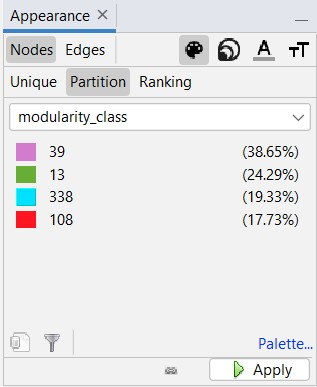 Appearance ×
Nodes Edges A TT
Unique Partition Ranking
modularity_class
39 (38.65%)
13 (24.29%)
338 (19.33%)
108 (17.73%)
Palette...
Apply